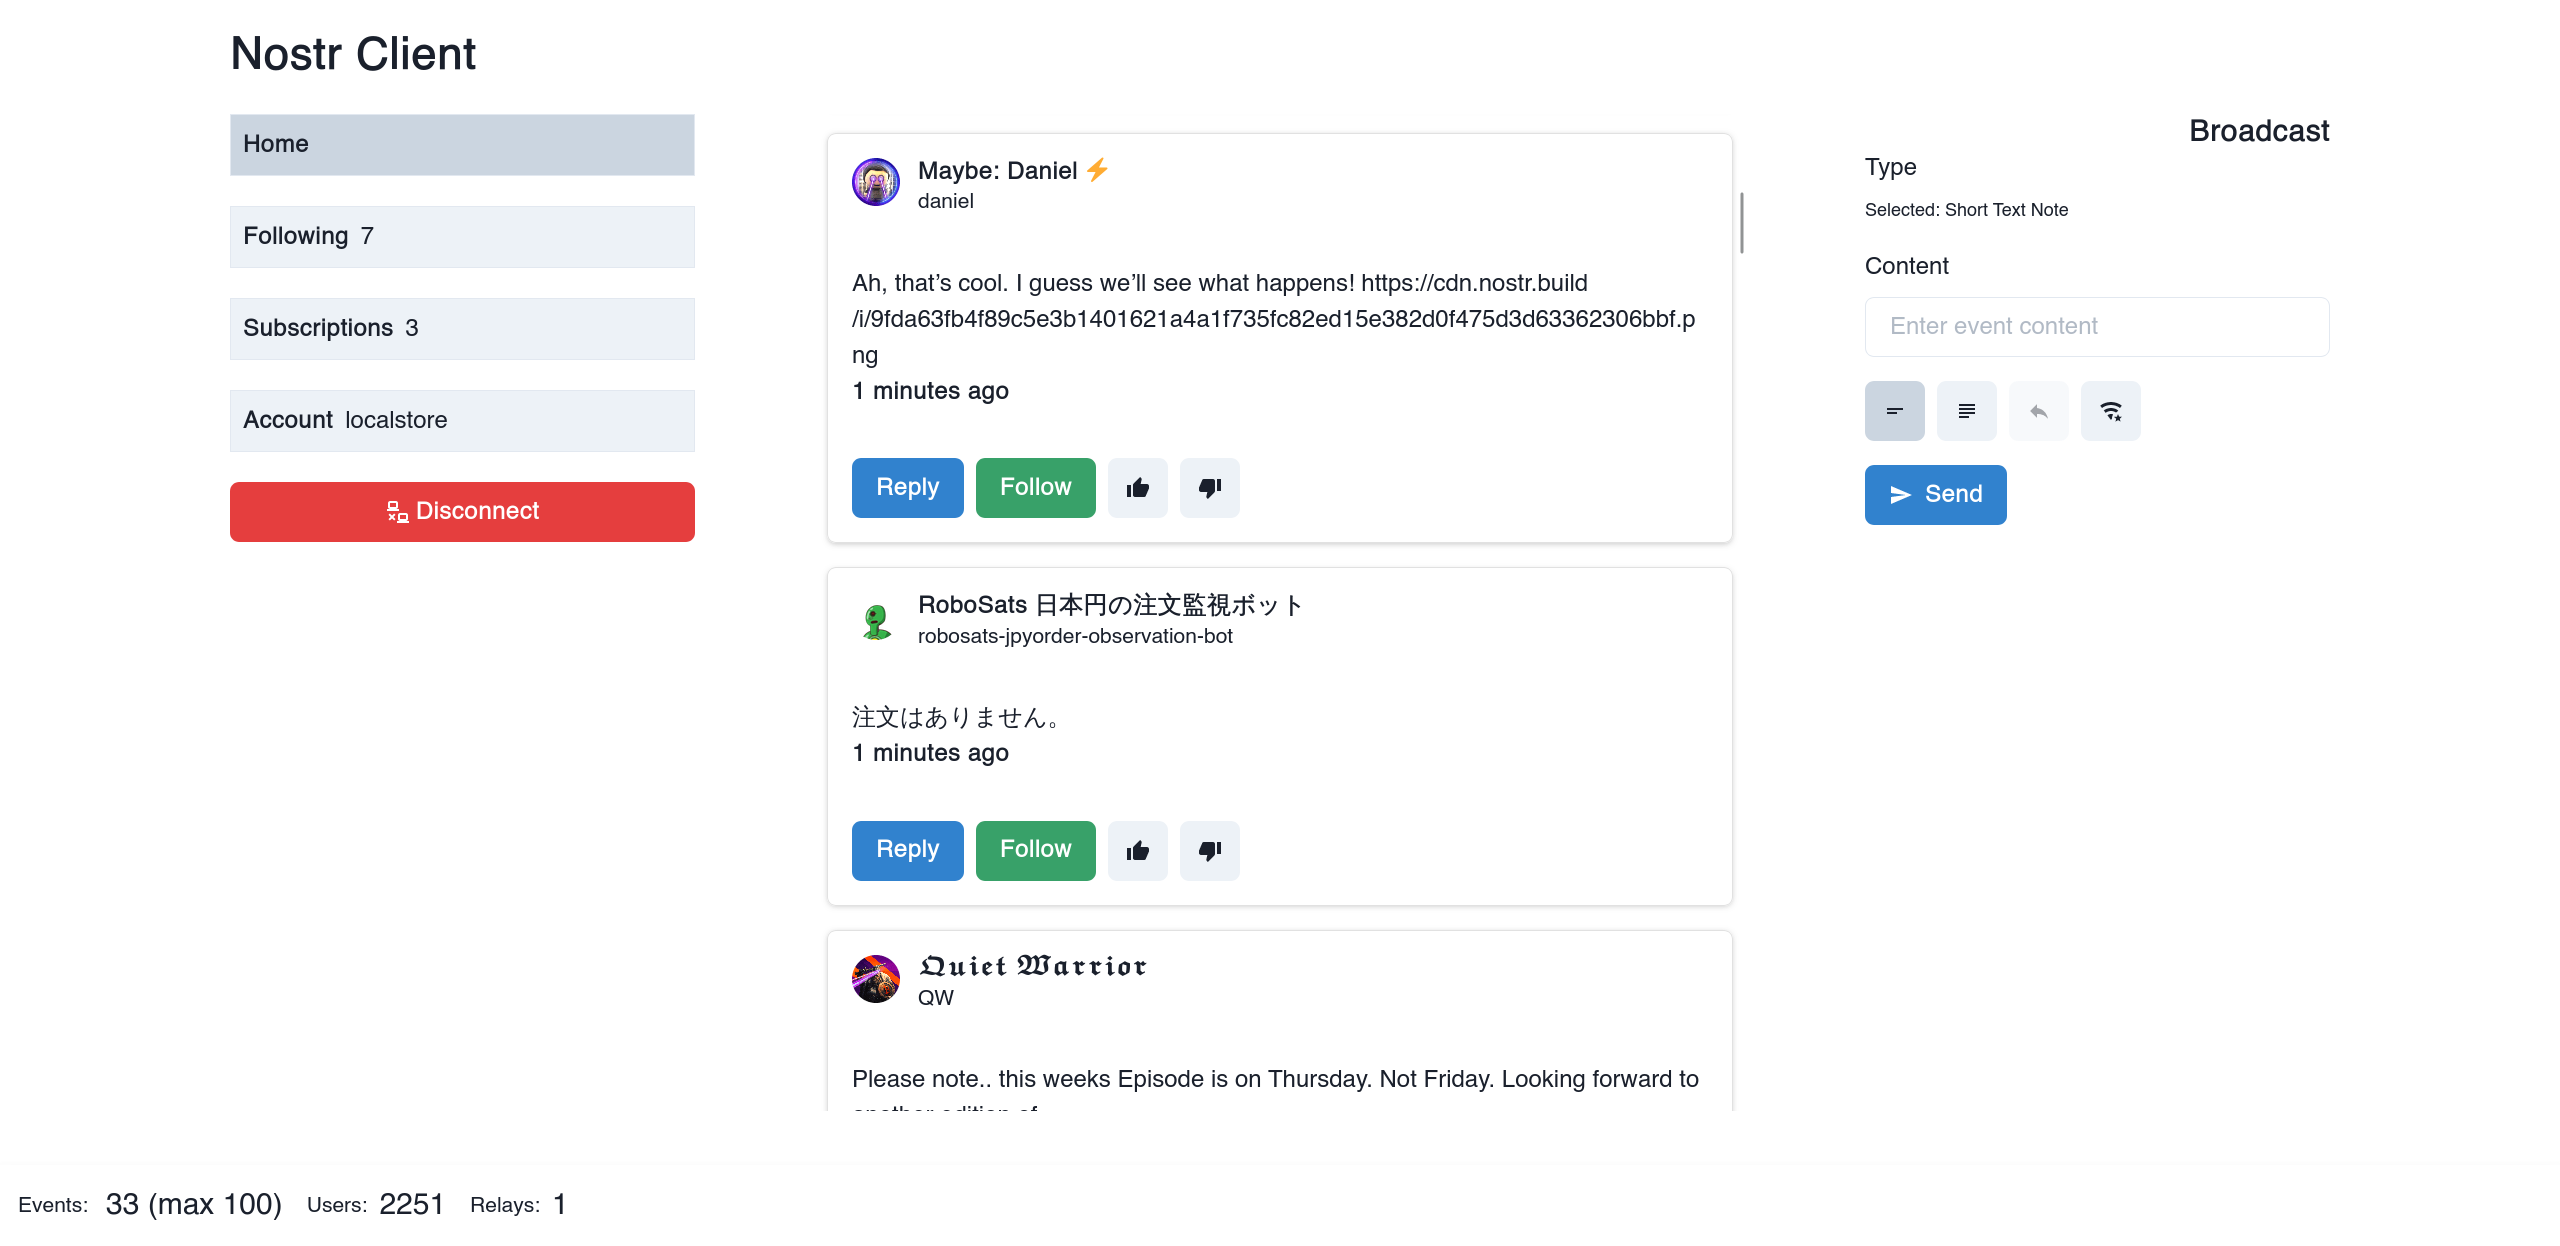 Nostr Client
Home
Following 7
Subscriptions 3
Account localstore
Disconnect
Maybe: Daniel ⚡
daniel
Ah, that’s cool. I guess we’ll see what happens! https://cdn.nostr.build
/i/9fda63fb4f89c5e3b1401621a4a1f735fc82ed15e382d0f475d3d63362306bbf.p
ng
1 minutes ago
Reply Follow
RoboSats 日本円の注文監視ボット
robosats-jpyorder-observation-bot
注文はありません。
1 minutes ago
Reply Follow
𝕼𝖚𝖎𝖊𝖙 𝖂𝖆𝖗𝖗𝖎𝖔𝖗
QW
Please note.. this weeks Episode is on Thursday. Not Friday. Looking forward to
another edition of
Broadcast
Type
Selected: Short Text Note
Content
Enter event content
Send
Events: 33 (max 100) Users: 2251 Relays: 1